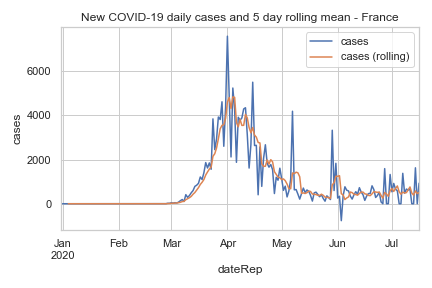 New COVID-19 daily cases and 5 day rolling mean - France
cases
cases (rolling)
6000
4000
2000
0
cases
Jan Feb Mar Apr May Jun Jul
2020
dateRep